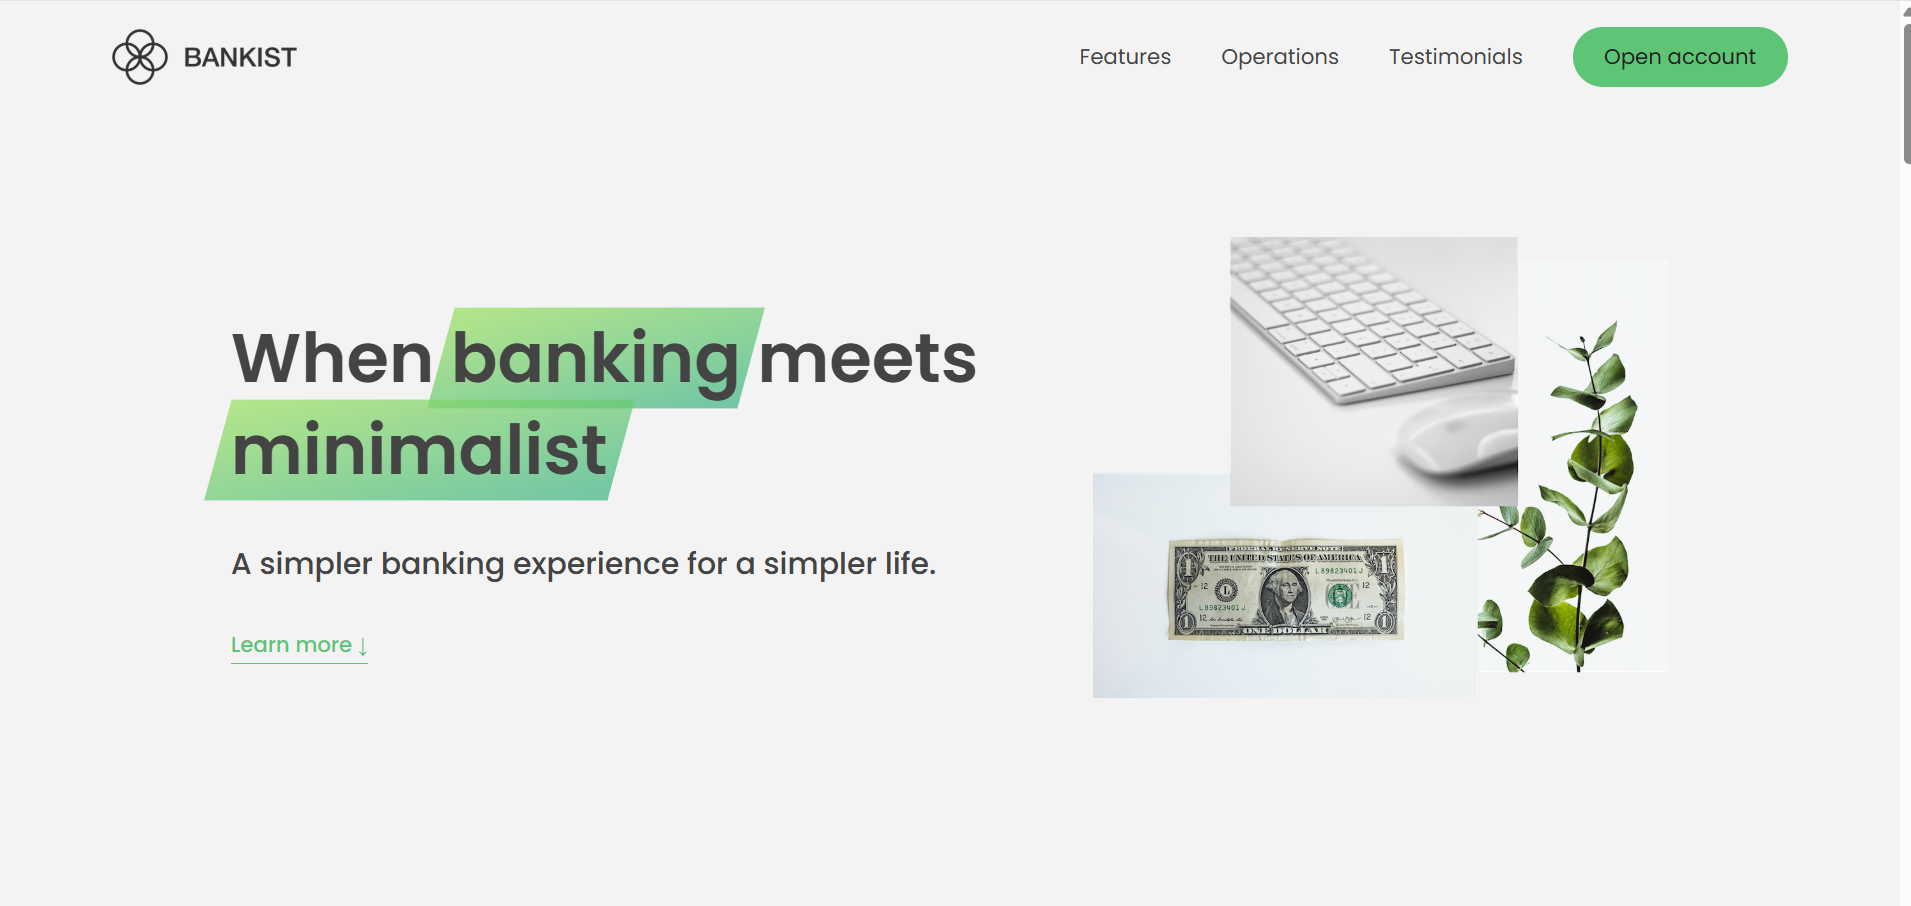 BANKIST
Features
Operations
Testimonials
Open account
When banking meets
minimalist
A simpler banking experience for a simpler life.
Learn more ↓
FEDERAL RESERVE NOTE
THE UNITED STATES OF AMERICA
L 89823401 J
12
12
L
L 89823401 J
12
12
ONE DOLLAR
1
1
1
1